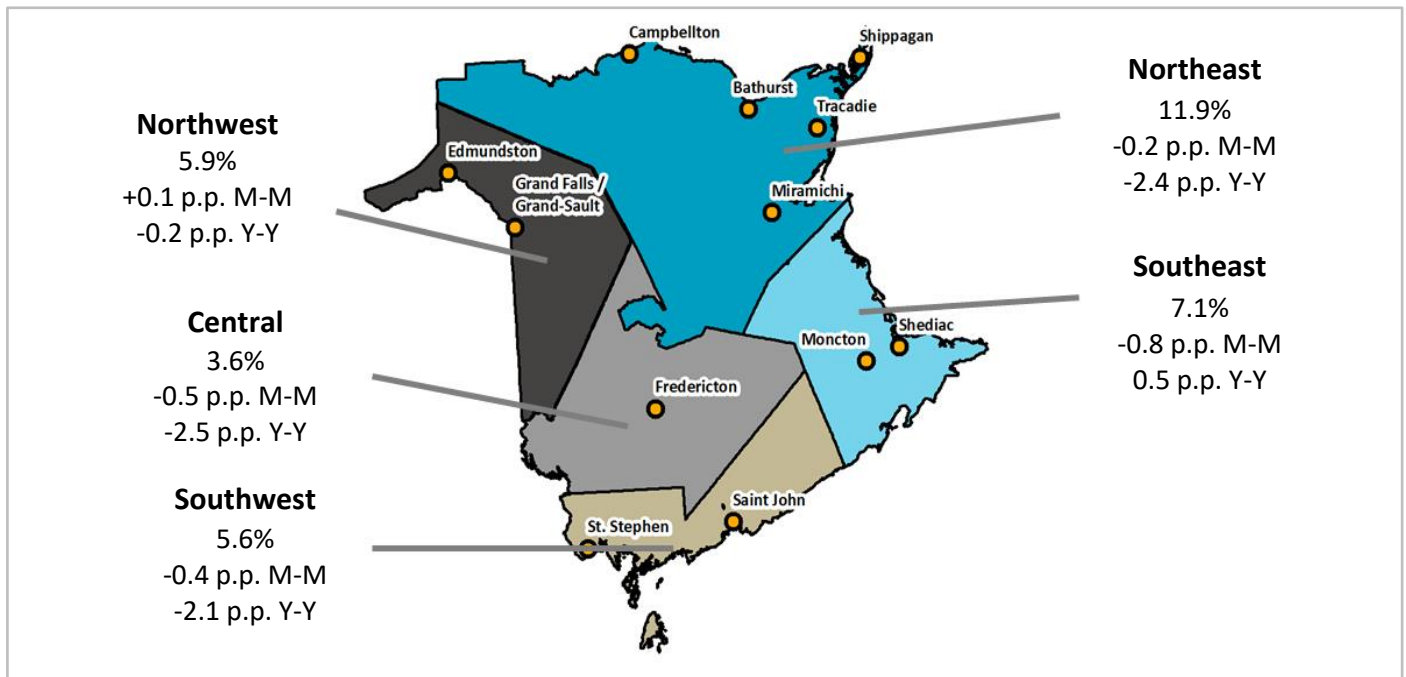 Northwest
5.9%
+0.1 p.p. M-M
-0.2 p.p. Y-Y
Central
3.6%
-0.5 p.p. M-M
-2.5 p.p. Y-Y
Southwest
5.6%
-0.4 p.p. M-M
-2.1 p.p. Y-Y
Campbellton
Shippagan
Bathurst
Tracadie
Edmundston
Grand Falls /
Grand-Sault
Miramichi
Shediac
Moncton
Fredericton
Saint John
St. Stephen
Northeast
11.9%
-0.2 p.p. M-M
-2.4 p.p. Y-Y
Southeast
7.1%
-0.8 p.p. M-M
0.5 p.p. Y-Y